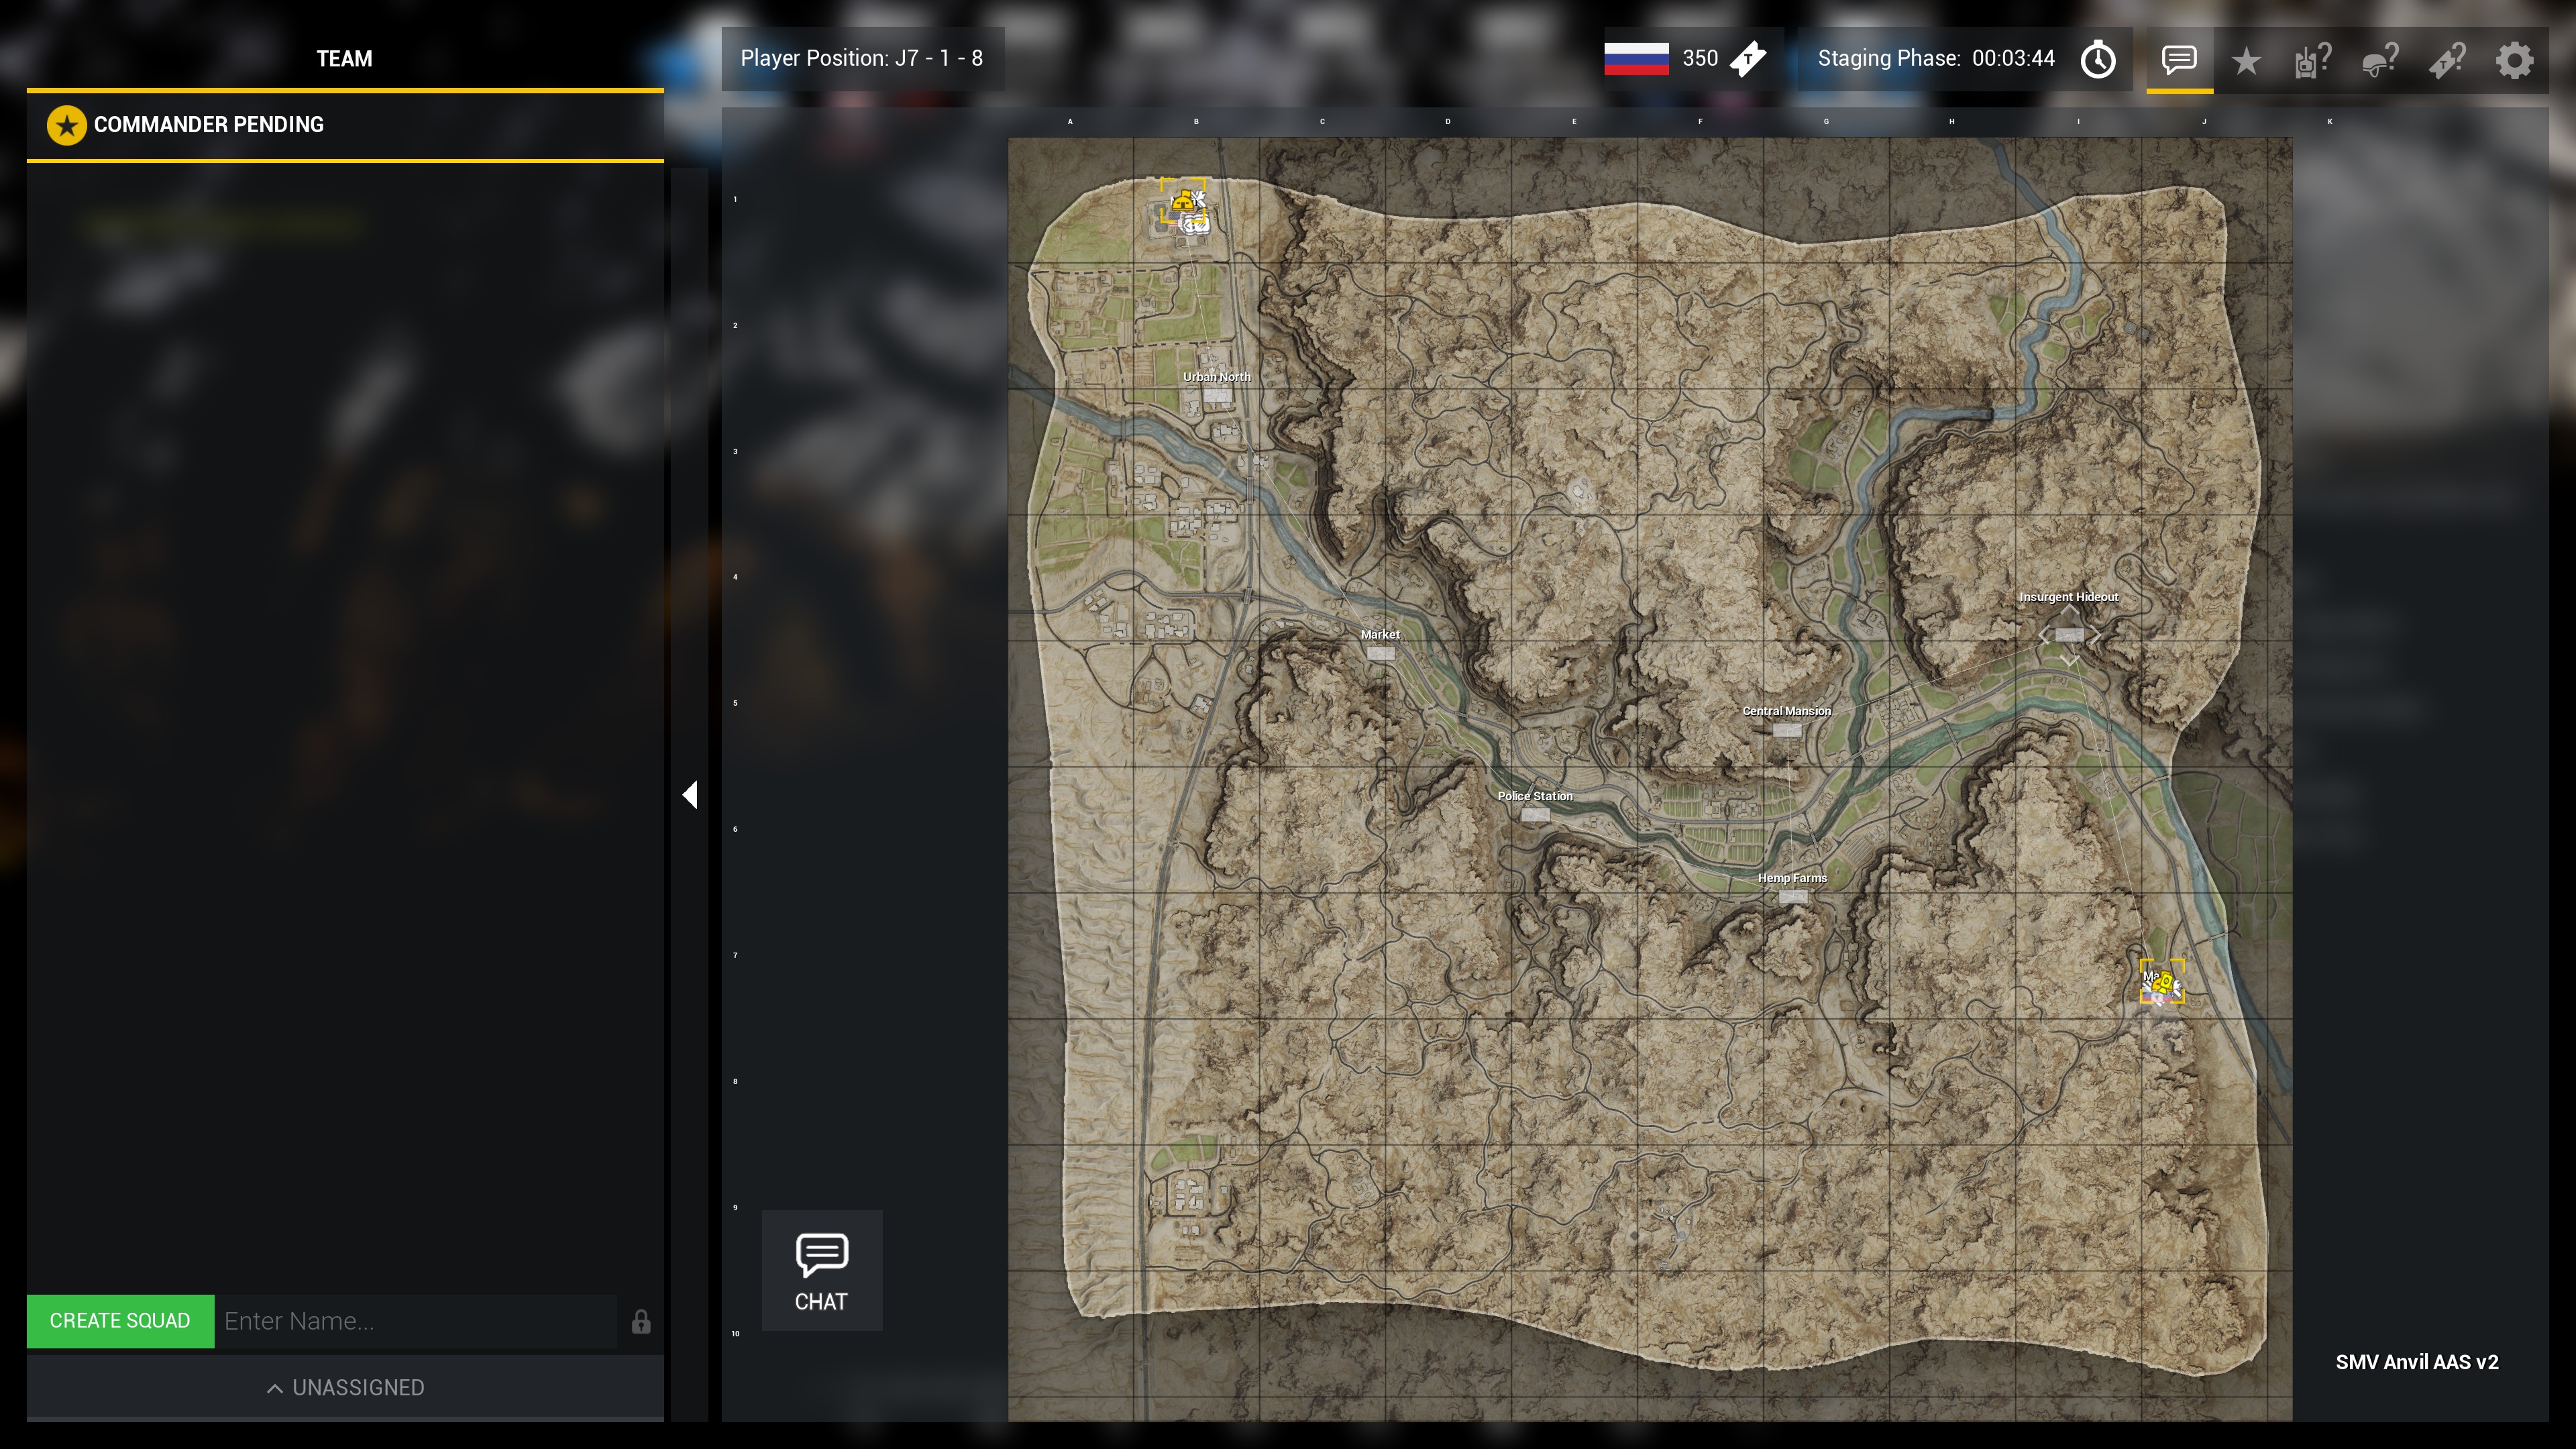 TEAM
Player Position: J7 - 1 - 8
350
T
Staging Phase: 00:03:44
?
?
T?
COMMANDER PENDING
A B C D E F G H I J K
1
2
Urban North
3
4
Insurgent Hideout
Market
5
Central Mansion
Police Station
6
Hemp Farms
7
8
9
CHAT
10
CREATE SQUAD
Enter Name...
SMV Anvil AAS v2
UNASSIGNED